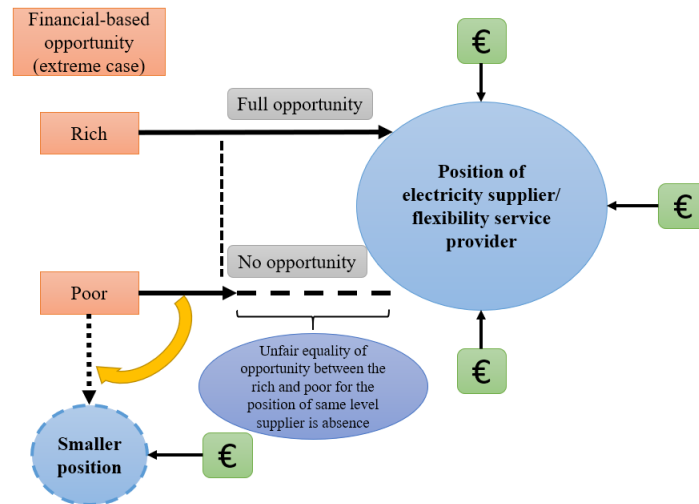 Financial-based
opportunity
(extreme case)
€
Full opportunity
Rich
Position of
electricity supplier/
flexibility service
provider
€
No opportunity
Poor
Unfair equality of
opportunity between the
rich and poor for the
position of same level
supplier is absence
€
Smaller
position
€